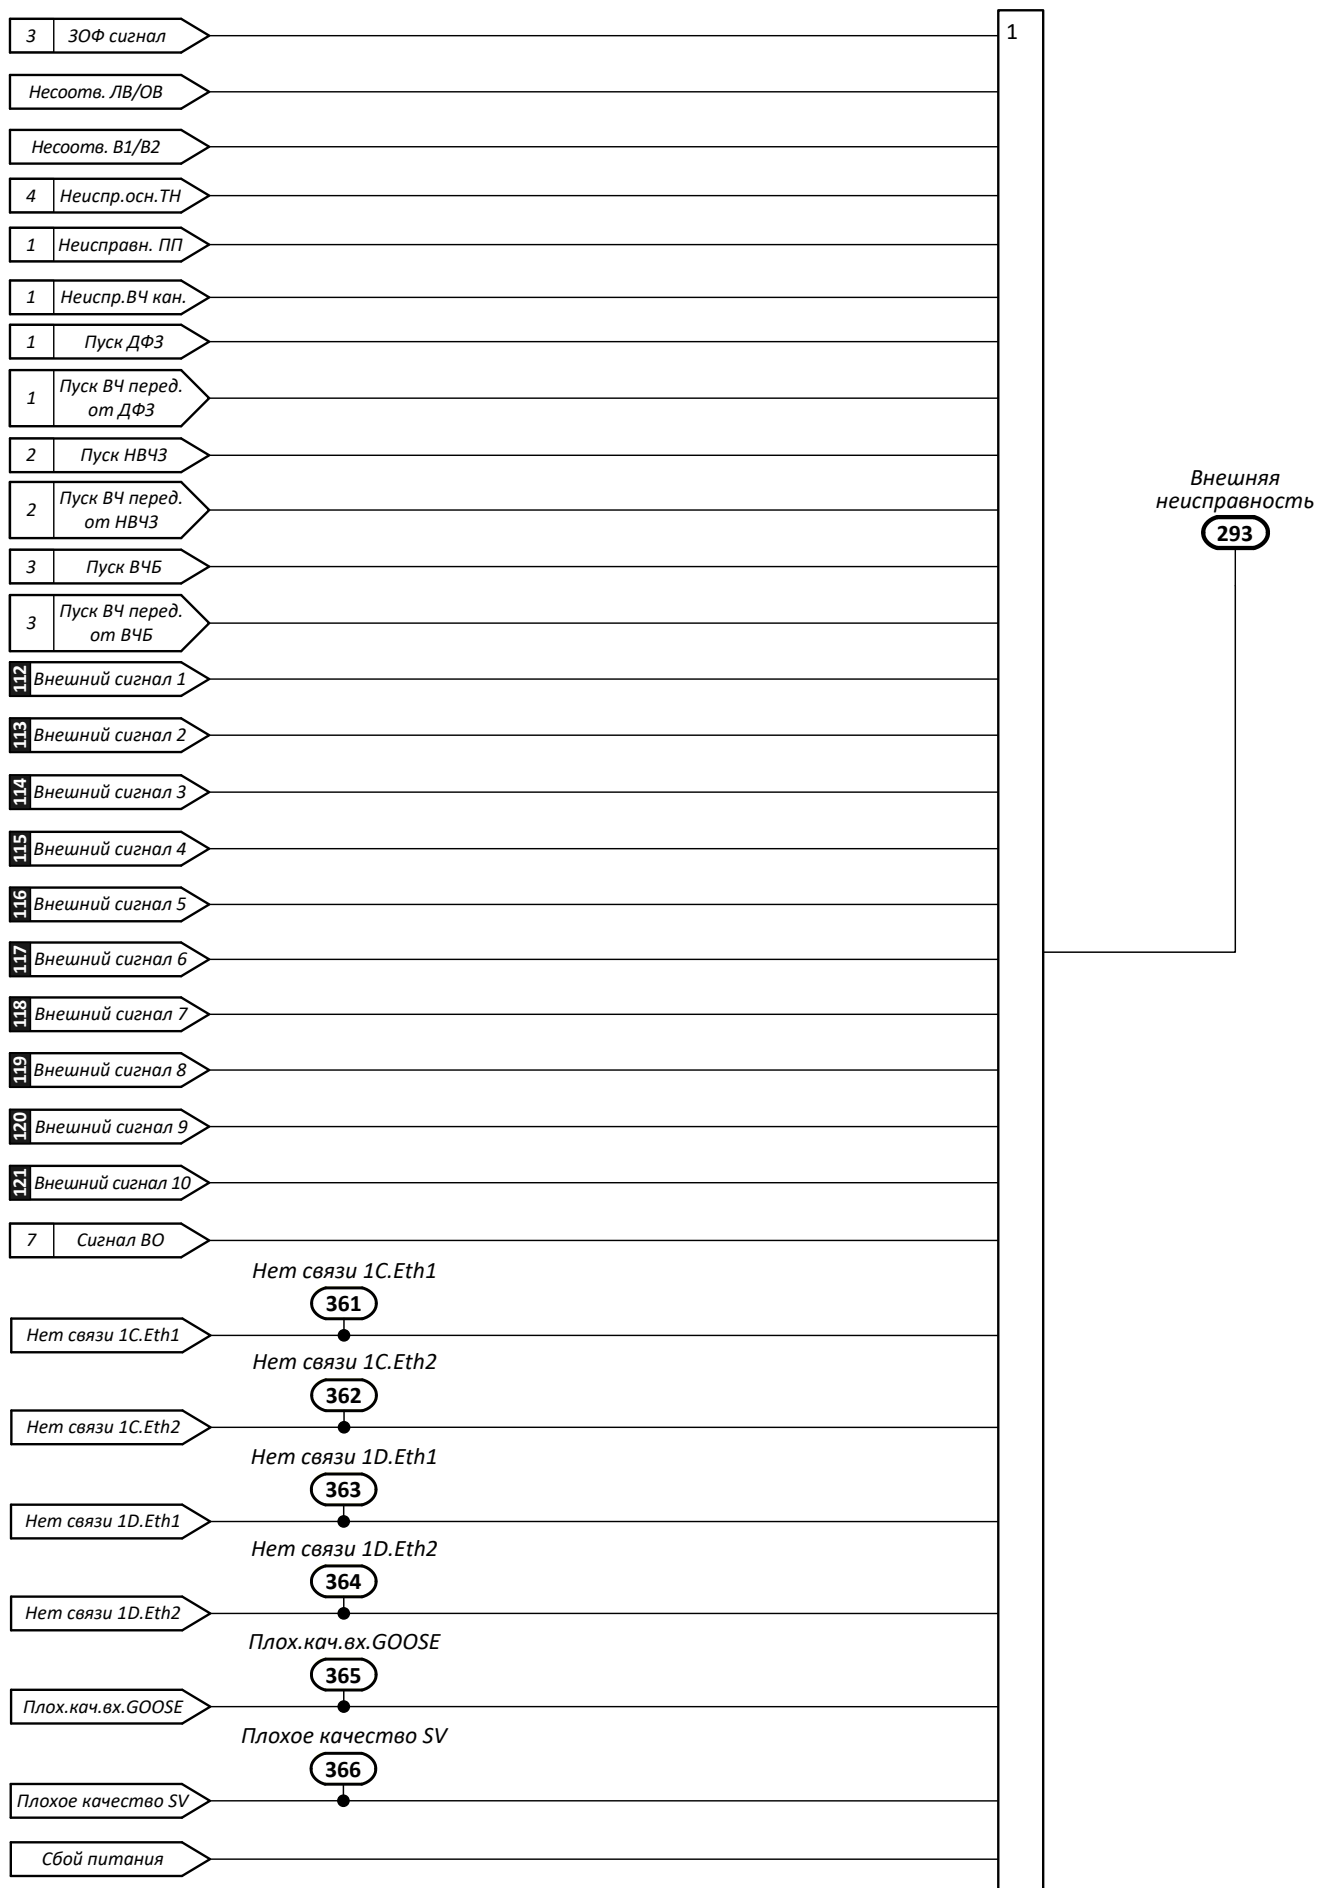 3 ЗОФ сигнал
1
Несоотв. ЛВ/ОВ
Несоотв. В1/В2
4 Неиспр.осн.ТН
1 Неисправн. ПП
1 Неиспр.ВЧ кан.
1 Пуск ДФЗ
1 Пуск ВЧ перед.
от ДФЗ
2 Пуск НВЧЗ
Внешняя
неисправность
293
2 Пуск ВЧ перед.
от НВЧЗ
3 Пуск ВЧБ
3 Пуск ВЧ перед.
от ВЧБ
112 Внешний сигнал 1
113 Внешний сигнал 2
114 Внешний сигнал 3
115 Внешний сигнал 4
116 Внешний сигнал 5
117 Внешний сигнал 6
118 Внешний сигнал 7
119 Внешний сигнал 8
120 Внешний сигнал 9
121 Внешний сигнал 10
7 Сигнал ВО
Нет связи 1C.Eth1
361
Нет связи 1C.Eth1
Нет связи 1C.Eth2
362
Нет связи 1C.Eth2
Нет связи 1D.Eth1
363
Нет связи 1D.Eth1
Нет связи 1D.Eth2
364
Нет связи 1D.Eth2
Плох.кач.вх.GOOSE
365
Плох.кач.вх.GOOSE
Плохое качество SV
366
Плохое качество SV
Сбой питания